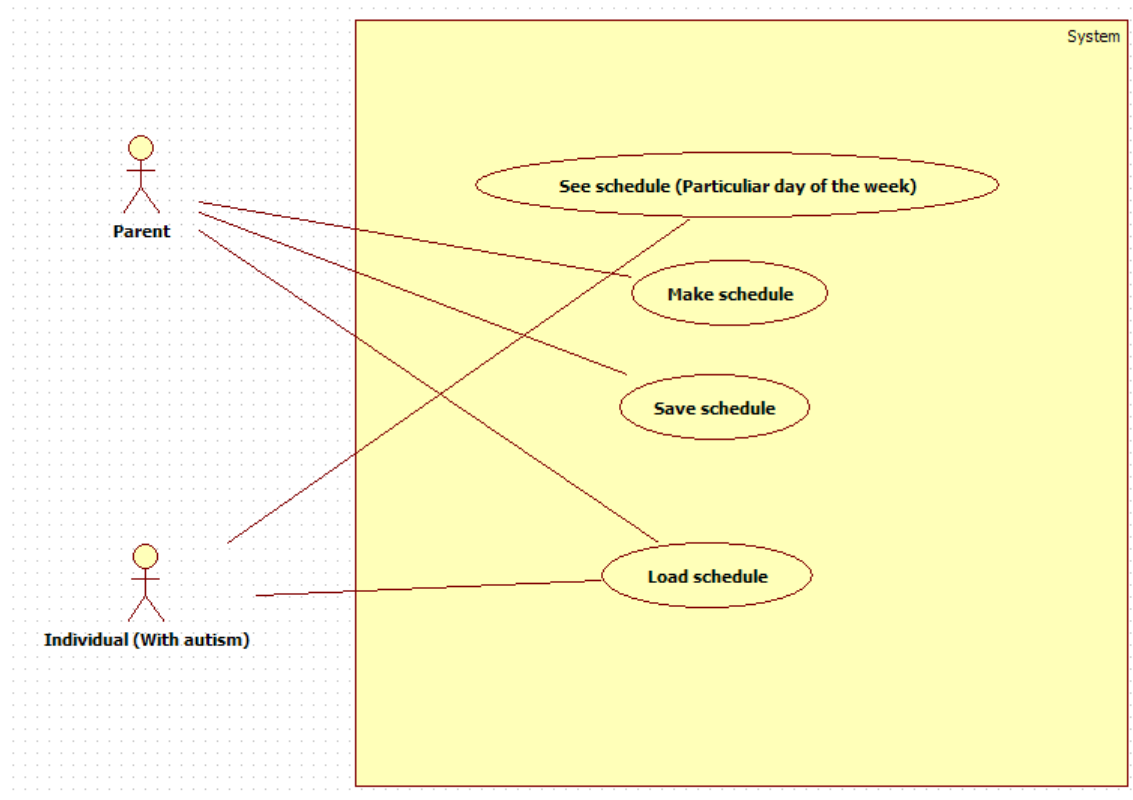 System
See schedule (Particuliar day of the week)
Parent
Make schedule
Save schedule
Load schedule
Individual (With autism)